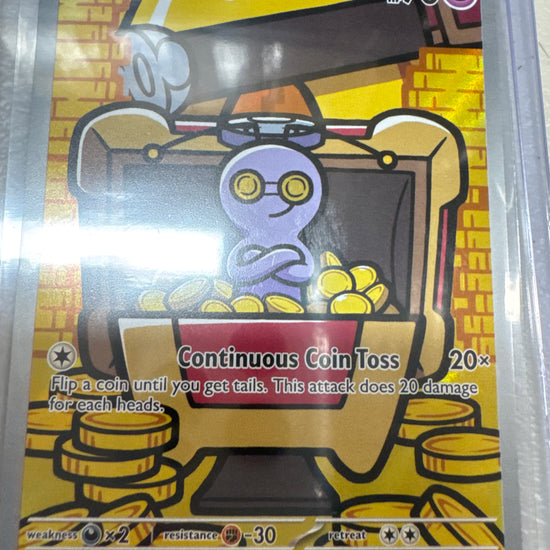 Continuous Coin Toss 20×
Flip a coin until you get tails. This attack does 20 damage
for each heads.
weakness ×2 resistance -30 retreat